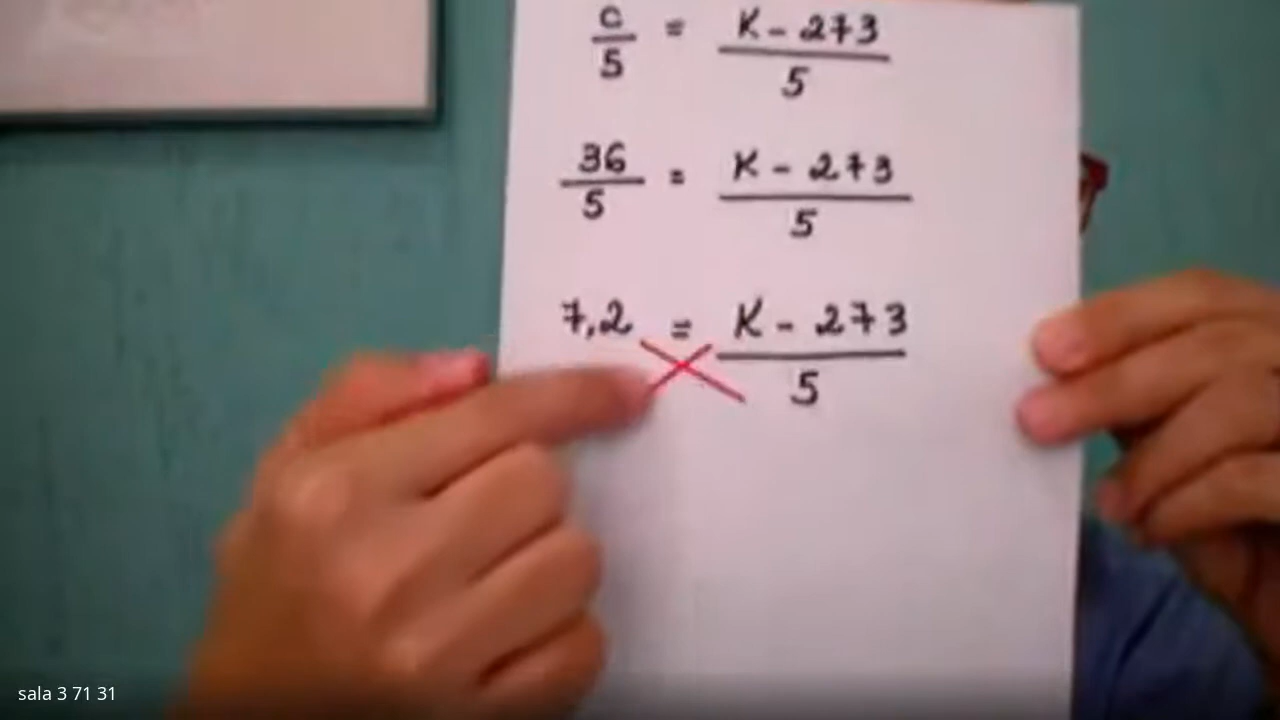 C/5 = K - 273/5
36/5 = K - 273/5
7,2 = K - 273/5
sala 3 71 31